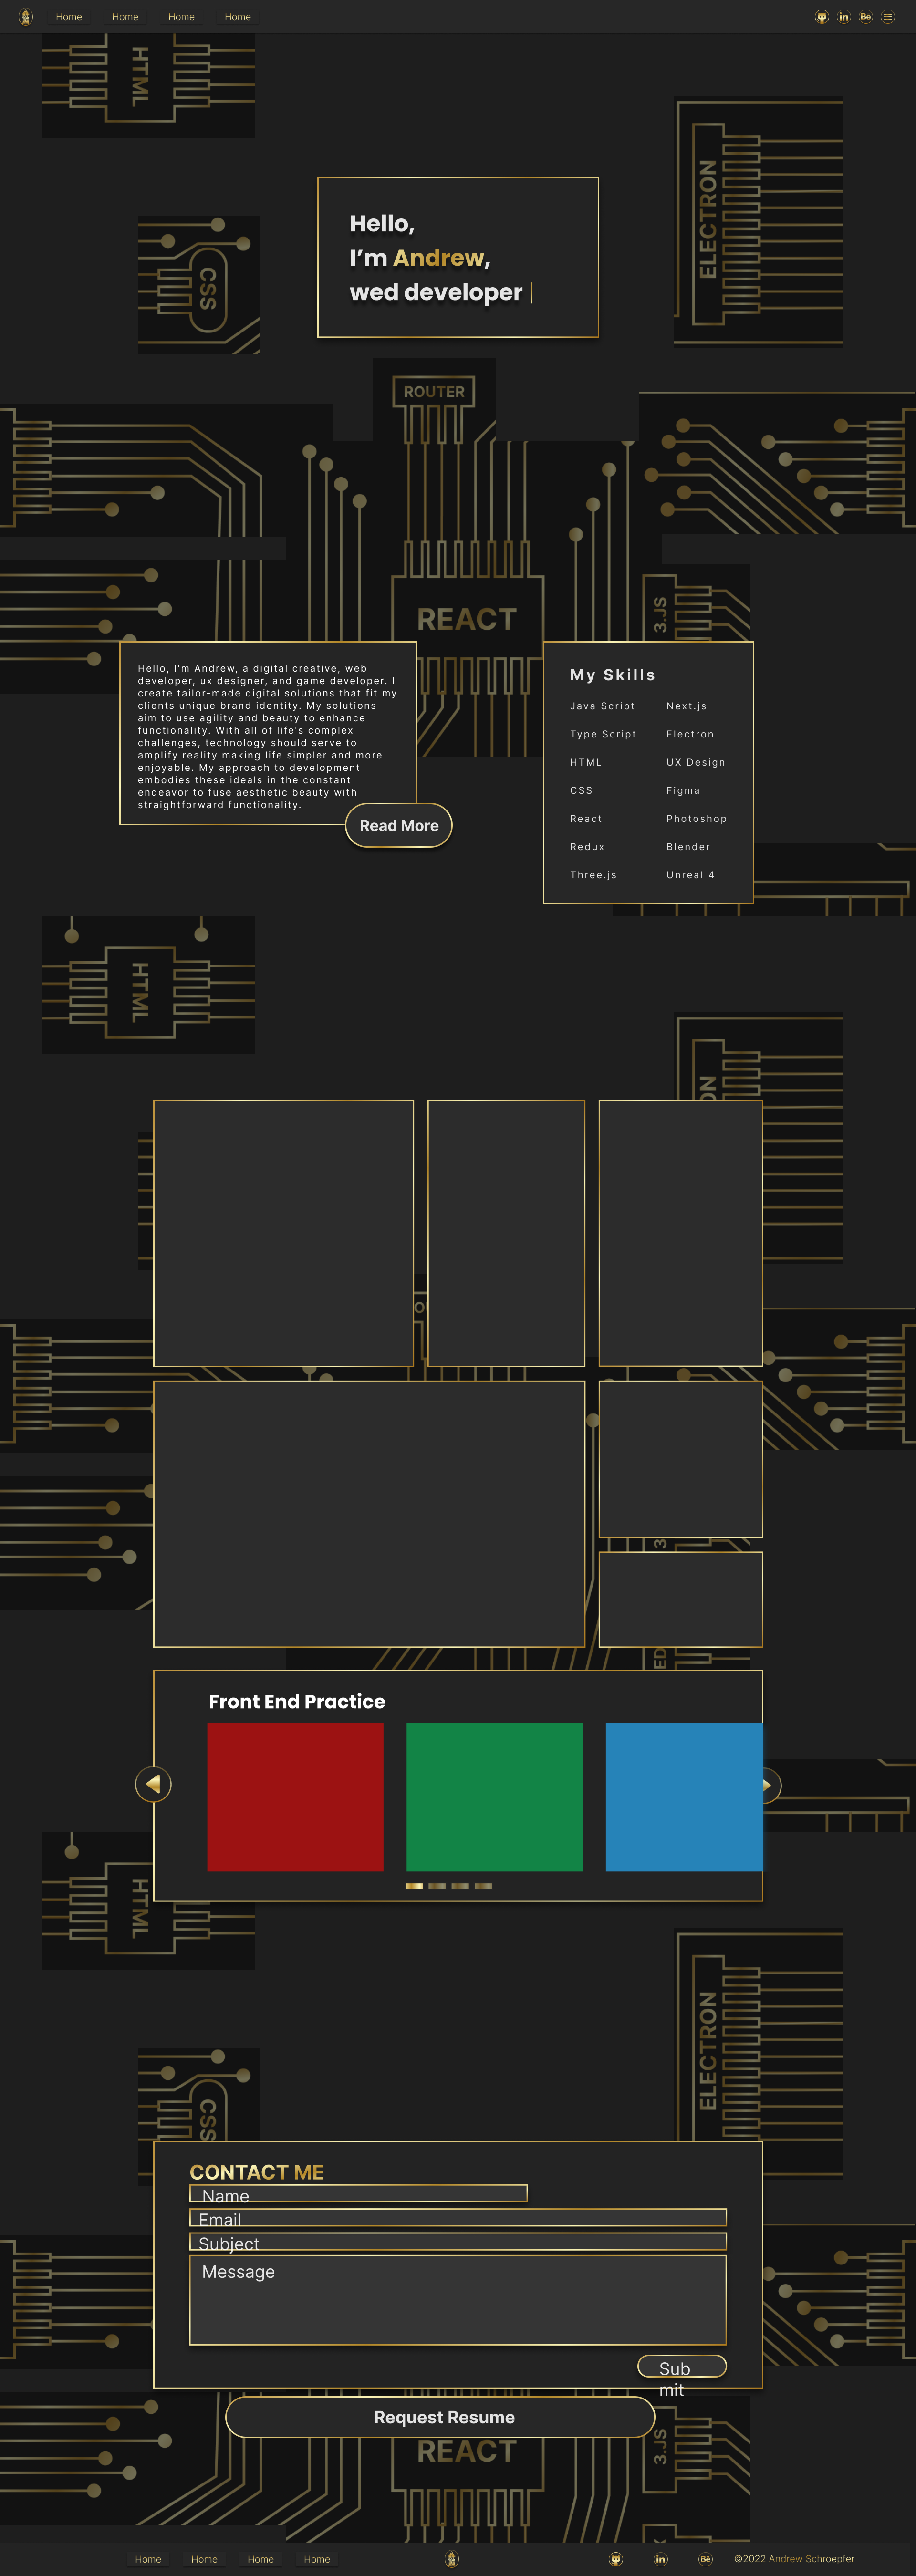 Home Home Home Home
in Bē
HTML
ELECTRON
CSS
Hello,
I'm Andrew,
wed developer |
ROUTER
REACT
3.JS
Hello, I'm Andrew, a digital creative, web
developer, ux designer, and game developer. I
create tailor-made digital solutions that fit my
clients unique brand identity. My solutions
aim to use agility and beauty to enhance
functionality. With all of life's complex
challenges, technology should serve to
amplify reality making life simpler and more
enjoyable. My approach to development
embodies these ideals in the constant
endeavor to fuse aesthetic beauty with
straightforward functionality.
Read More
My Skills
Java Script Next.js
Type Script Electron
HTML UX Design
CSS Figma
React Photoshop
Redux Blender
Three.js Unreal 4
HTML
ON
3
ED
Front End Practice
HTML
ELECTRON
CSS
CONTACT ME
Name
Email
Subject
Message
Sub
mit
Request Resume
REACT
3.JS
Home Home Home Home
in Bē
©2022 Andrew Schroepfer